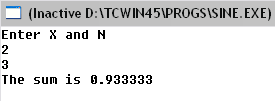 (Inactive D:\TCWIN45\PROGS\SINE.EXE)
Enter X and N
2
3
The sum is 0.933333